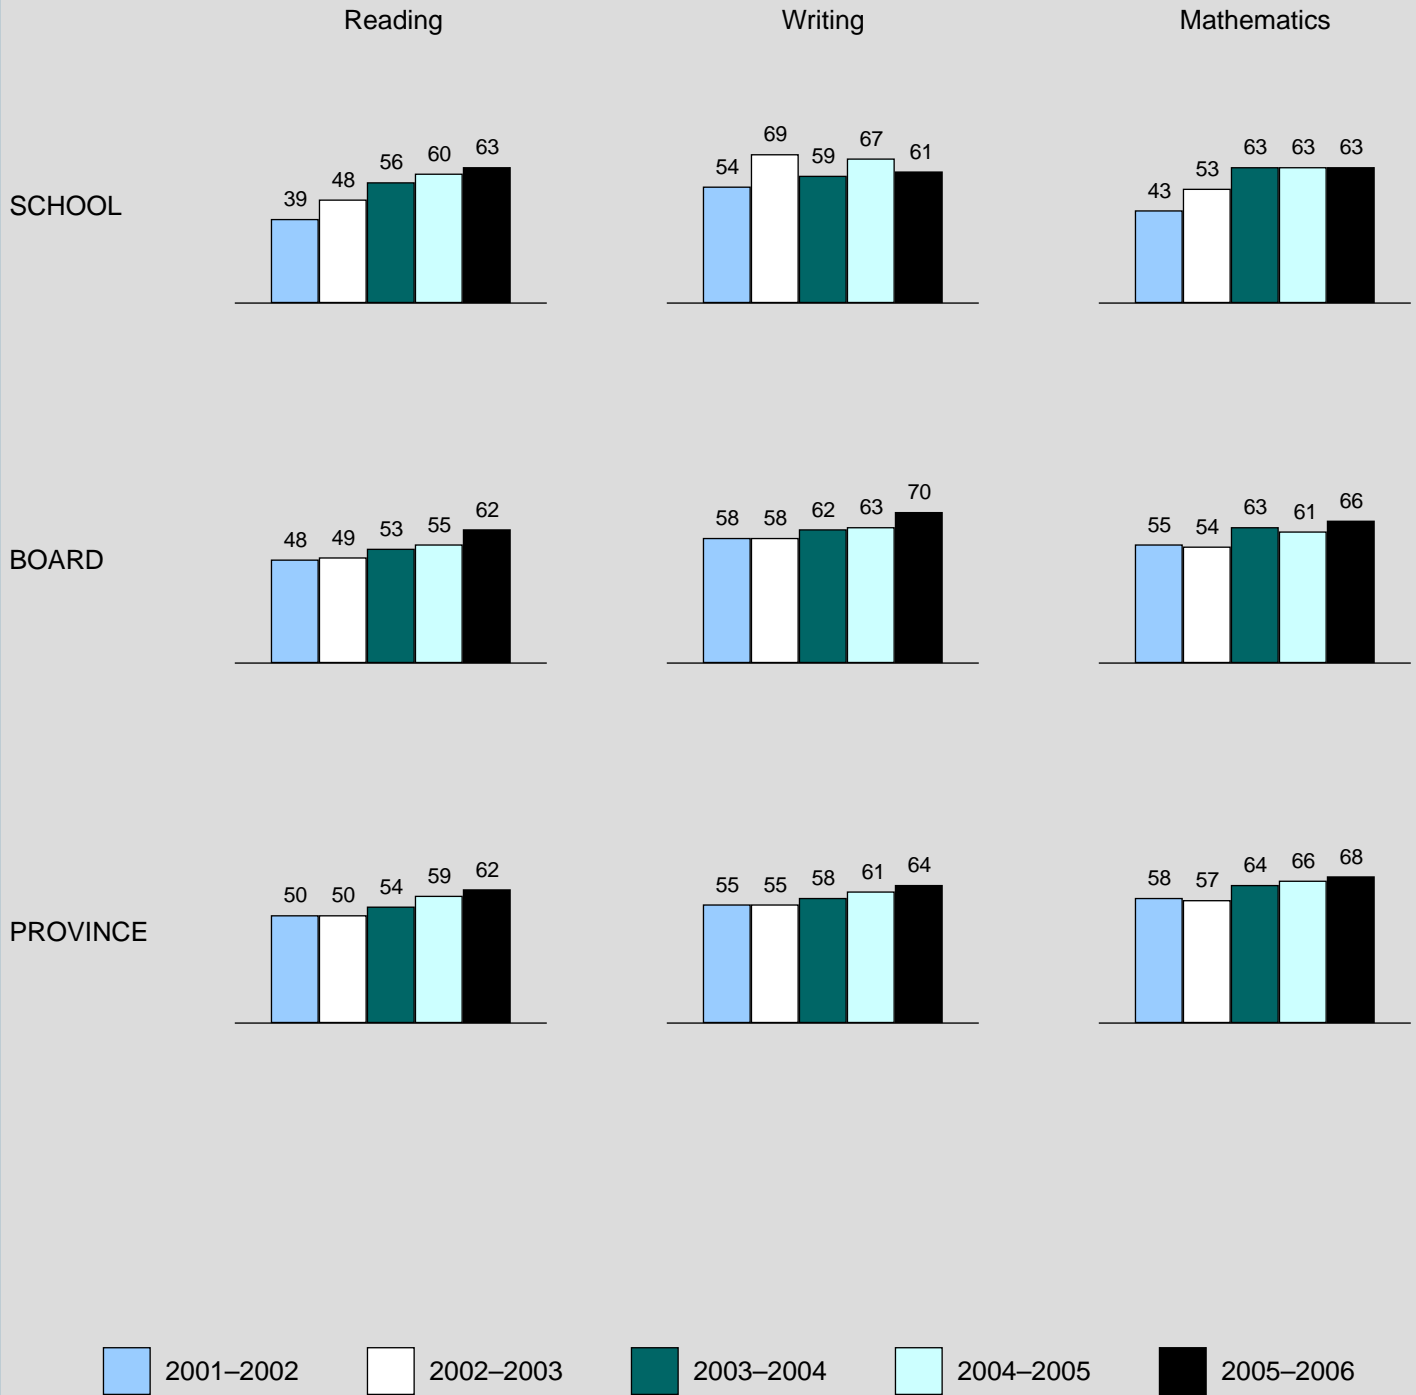 Reading Writing Mathematics
SCHOOL
39 48 56 60 63
54 69 59 67 61
43 53 63 63 63
BOARD
48 49 53 55 62
58 58 62 63 70
55 54 63 61 66
PROVINCE
50 50 54 59 62
55 55 58 61 64
58 57 64 66 68
2001–2002 2002–2003 2003–2004 2004–2005 2005–2006